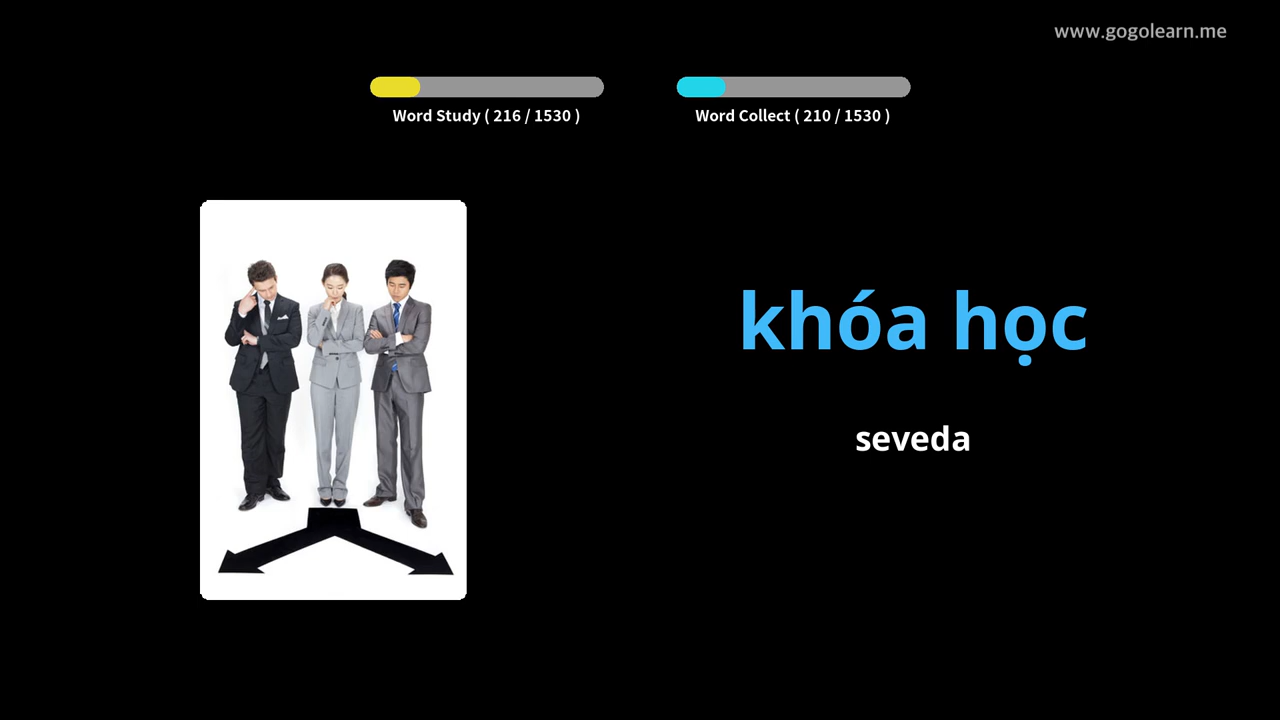 www.gogolearn.me
Word Study ( 216 / 1530 )
Word Collect ( 210 / 1530 )
khóa học
seveda